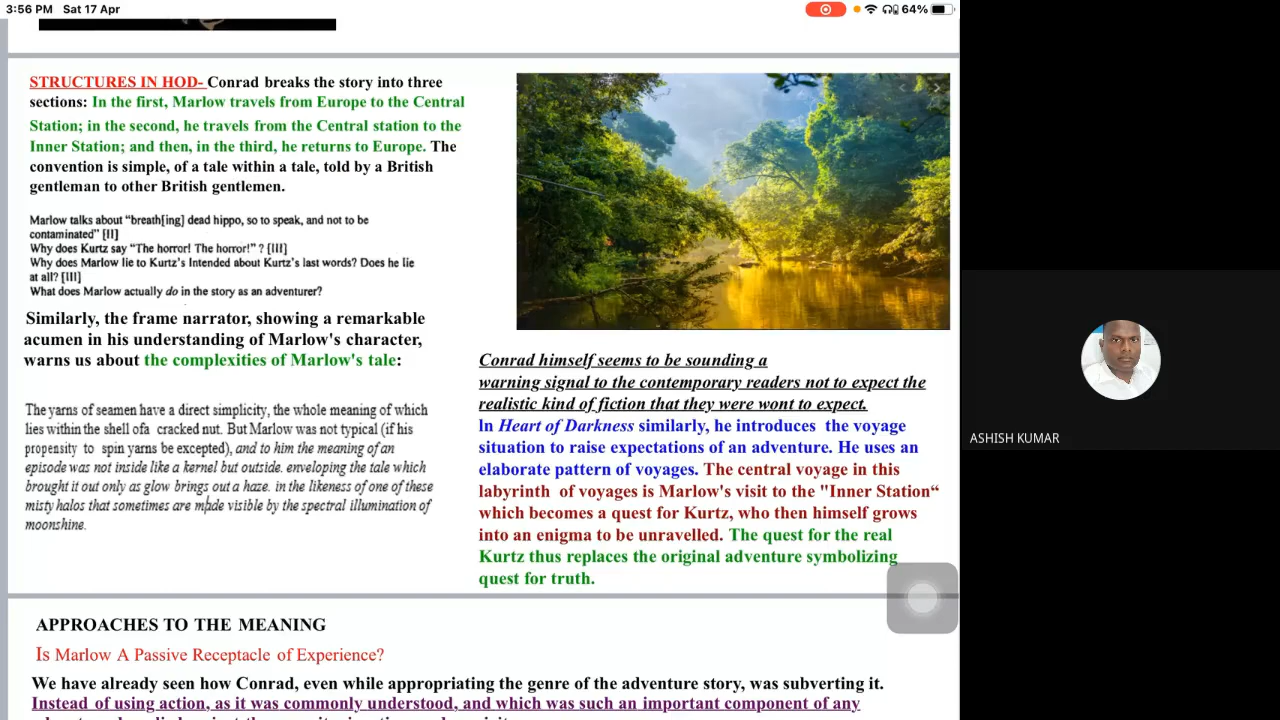 3:56 PM Sat 17 Apr
64%
STRUCTURES IN HOD- Conrad breaks the story into three
sections: In the first, Marlow travels from Europe to the Central
Station; in the second, he travels from the Central station to the
Inner Station; and then, in the third, he returns to Europe. The
convention is simple, of a tale within a tale, told by a British
gentleman to other British gentlemen.
Marlow talks about “breath[ing] dead hippo, so to speak, and not to be
contaminated” [II]
Why does Kurtz say “The horror! The horror!” ? [III]
Why does Marlow lie to Kurtz's Intended about Kurtz's last words? Does he lie
at all? [III]
What does Marlow actually do in the story as an adventurer?
Similarly, the frame narrator, showing a remarkable
acumen in his understanding of Marlow's character,
warns us about the complexities of Marlow's tale:
The yarns of seamen have a direct simplicity, the whole meaning of which
lies within the shell ofa cracked nut. But Marlow was not typical (if his
propensity to spin yarns be excepted), and to him the meaning of an
episode was not inside like a kernel but outside. enveloping the tale which
brought it out only as glow brings out a haze. in the likeness of one of these
misty halos that sometimes are made visible by the spectral illumination of
moonshine.
Conrad himself seems to be sounding a
warning signal to the contemporary readers not to expect the
realistic kind of fiction that they were wont to expect.
In Heart of Darkness similarly, he introduces the voyage
situation to raise expectations of an adventure. He uses an
elaborate pattern of voyages. The central voyage in this
labyrinth of voyages is Marlow's visit to the "Inner Station“
which becomes a quest for Kurtz, who then himself grows
into an enigma to be unravelled. The quest for the real
Kurtz thus replaces the original adventure symbolizing
quest for truth.
APPROACHES TO THE MEANING
Is Marlow A Passive Receptacle of Experience?
We have already seen how Conrad, even while appropriating the genre of the adventure story, was subverting it.
Instead of using action, as it was commonly understood, and which was such an important component of any
ASHISH KUMAR